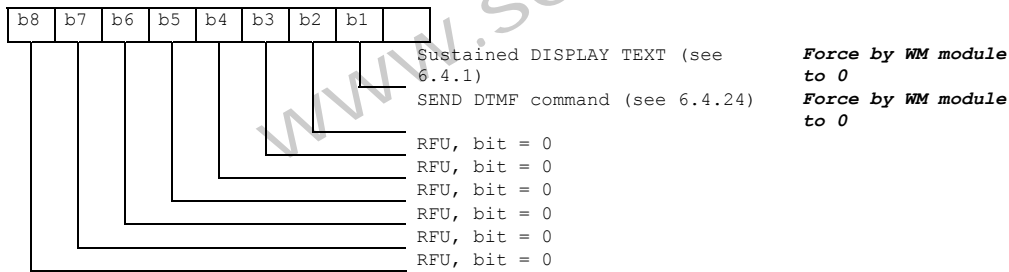 b8 b7 b6 b5 b4 b3 b2 b1
www.s
Sustained DISPLAY TEXT (see Force by WM module
6.4.1) to 0
SEND DTMF command (see 6.4.24) Force by WM module
to 0
RFU, bit = 0
RFU, bit = 0
RFU, bit = 0
RFU, bit = 0
RFU, bit = 0
RFU, bit = 0